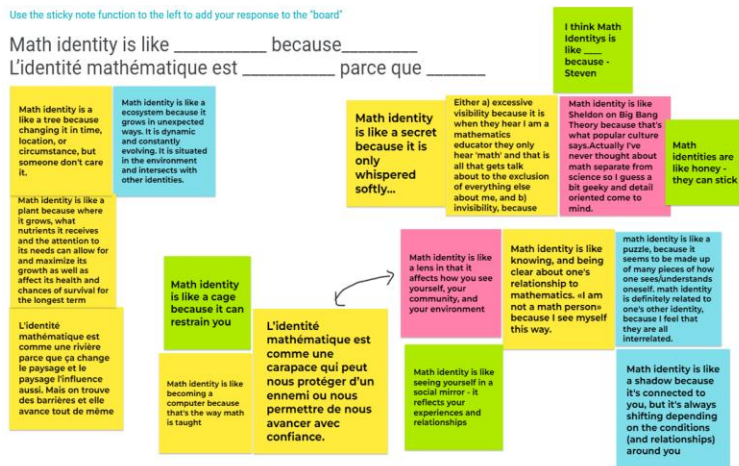 Use the sticky note function to the left to add your response to the "board"
Math identity is like __________ because________
L'identité mathématique est __________ parce que ______
I think Math
Identitys is
like ____
because -
Steven
Math identity is a
like a tree because
changing it in time,
location, or
circumstance, but
someone don't care
it.
Math identity is like a
ecosystem because it
grows in unexpected
ways. It is dynamic
and constantly
evolving. It is situated
in the environment
and intersects with
other identities.
Math identity
is like a secret
because it is
only
whispered
softly...
Either a) excessive
visibility because it is
when they hear I am a
mathematics
educator they only
hear 'math' and that is
all that gets talk
about to the exclusion
of everything else
about me, and b)
invisibility, because
Math identity is like
Sheldon on Big Bang
Theory because that's
what popular culture
says.Actually I've
never thought about
math separate from
science so I guess a
bit geeky and detail
oriented come to
mind.
Math
identities are
like honey -
they can stick
Math identity is like a
plant because where
it grows, what
nutrients it receives
and the attention to
its needs can allow for
and maximize its
growth as well as
affect its health and
chances of survival for
the longest term
Math identity
is like a cage
because it can
restrain you
L'identité
mathématique est
comme une
carapace qui peut
nous protéger d'un
ennemi ou nous
permettre de nous
avancer avec
confiance.
Math identity is like
a lens in that it
affects how you see
yourself, your
community, and
your environment
Math identity is like
knowing, and being
clear about one's
relationship to
mathematics. «I am
not a math person»
because I see myself
this way.
math identity is like a
puzzle, because it
seems to be made up
of many pieces of how
one sees/understands
oneself. math identity
is definitely related to
one's other identity,
because I feel that
they are all
interrelated.
L'identité
mathématique est
comme une rivière
parce que ça change
le paysage et le
paysage l'influence
aussi. Mais on trouve
des barrières et elle
avance tout de même
Math identity is like
becoming a
computer because
that's the way math
is taught
Math identity is like
seeing yourself in a
social mirror - it
reflects your
experiences and
relationships
Math identity is like
a shadow because
it's connected to
you, but it's always
shifting depending
on the conditions
(and relationships)
around you